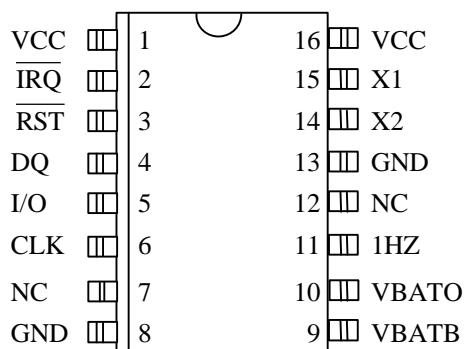 VCC 1 16 VCC
IRQ 2 15 X1
RST 3 14 X2
DQ 4 13 GND
I/O 5 12 NC
CLK 6 11 1HZ
NC 7 10 VBATO
GND 8 9 VBATB